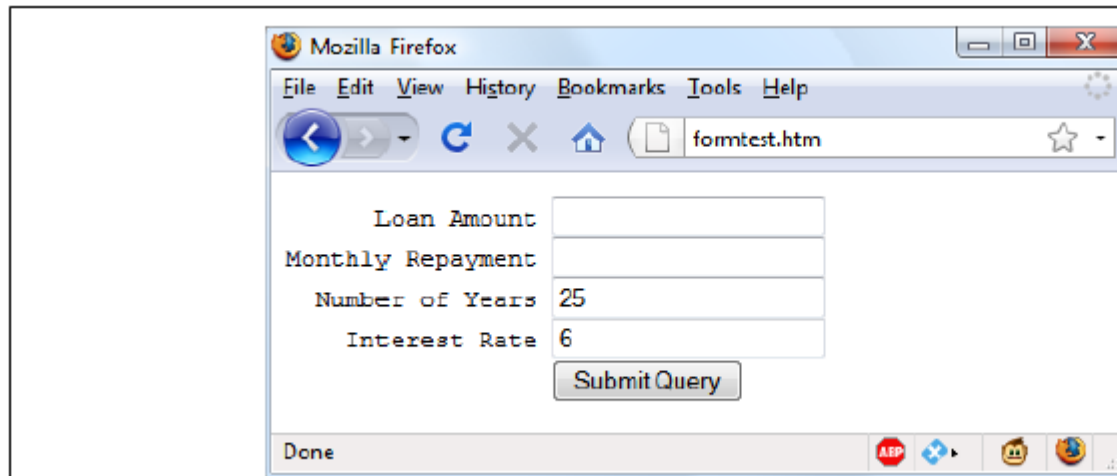 Mozilla Firefox
File Edit View History Bookmarks Tools Help
formtest.htm
Loan Amount
Monthly Repayment
Number of Years 25
Interest Rate 6
Submit Query
Done ABP